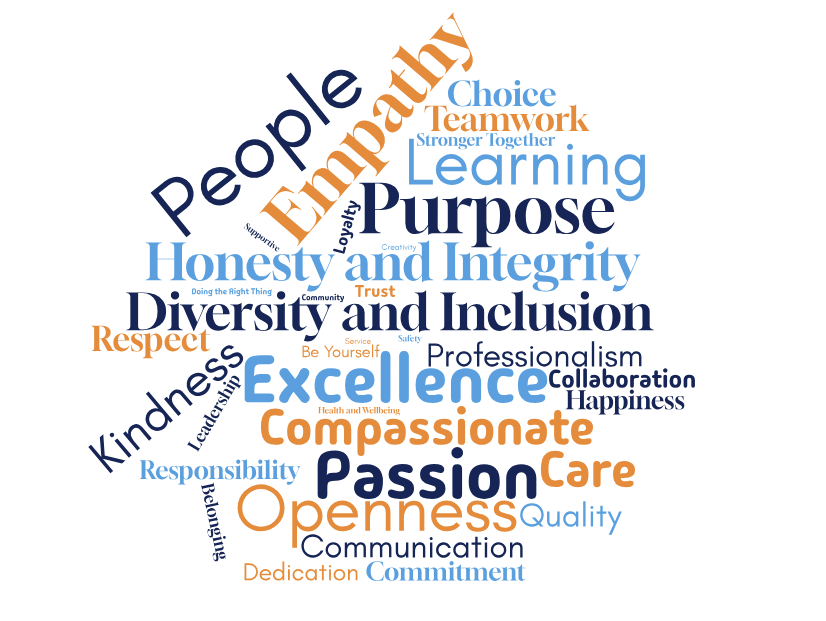 People
Empathy
Choice
Teamwork
Stronger Together
Learning
Purpose
Loyalty
Supportive
Creativity
Honesty and Integrity
Doing the Right Thing
Community
Trust
Diversity and Inclusion
Respect
Service
Safety
Be Yourself
Professionalism
Kindness
Excellence
Collaboration
Leadership
Happiness
Health and Wellbeing
Compassionate
Responsibility
Passion
Care
Belonging
Openness
Quality
Communication
Dedication
Commitment